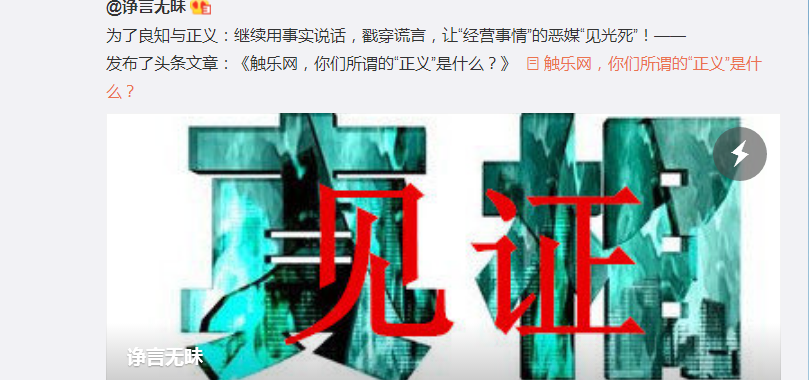 @诤言无昧
为了良知与正义：继续用事实说话，戳穿谎言，让“经营事情”的恶媒“见光死”！——
发布了头条文章：《触乐网，你们所谓的“正义”是什么？》 触乐网，你们所谓的“正义”是什
么？
真相
见证
诤言无昧